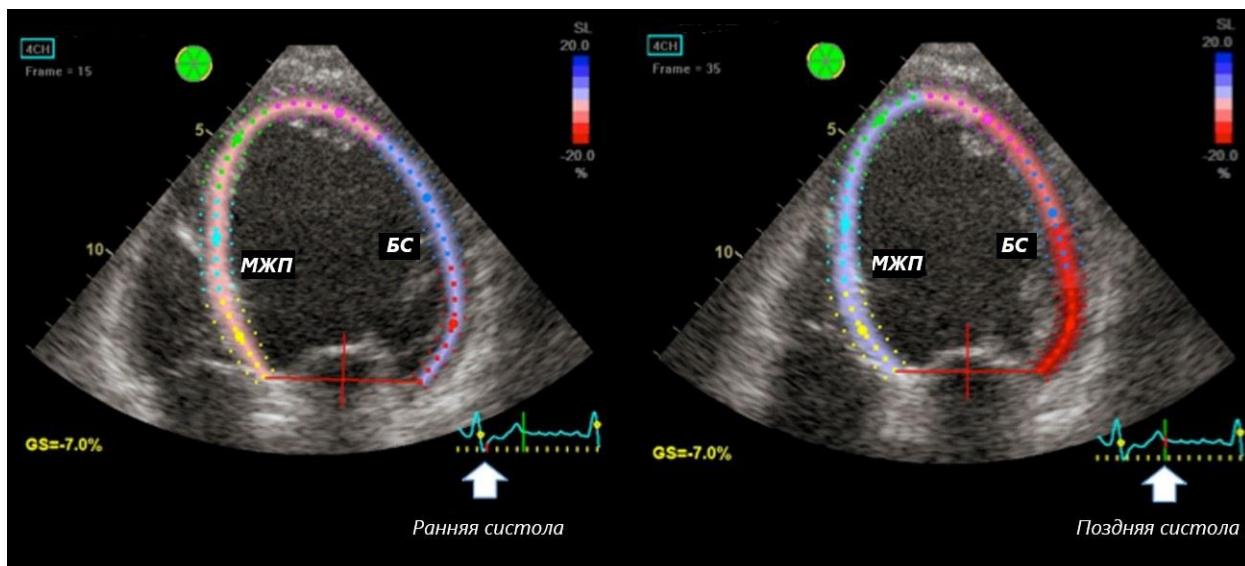 4CH
Frame = 15
SL
20.0
5
-20.0
%
10
МЖП
БС
GS=-7.0%
Ранняя систола
4CH
Frame = 35
SL
20.0
5
-20.0
%
10
МЖП
БС
GS=-7.0%
Поздняя систола